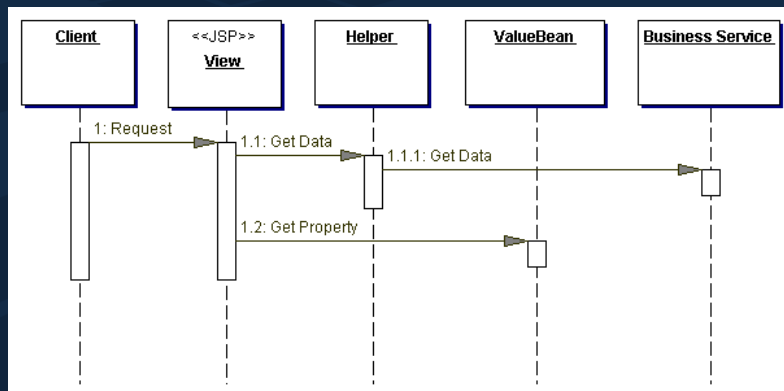 Client
<<JSP>>
View
Helper
ValueBean
Business Service
1: Request
1.1: Get Data
1.1.1: Get Data
1.2: Get Property